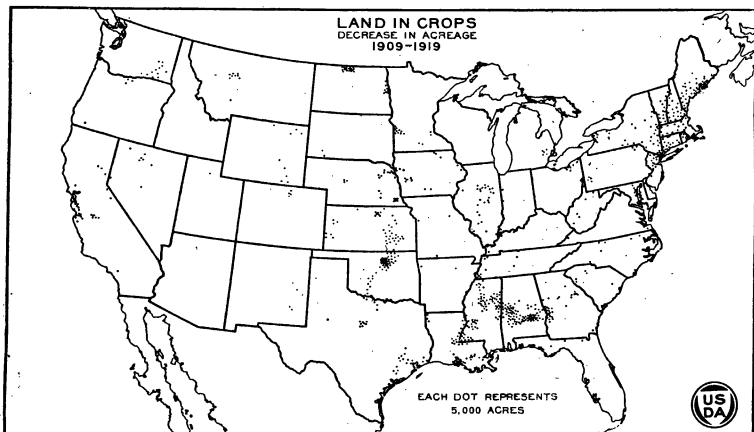 LAND IN CROPS
DECREASE IN ACREAGE
1909-1919
EACH DOT REPRESENTS
5,000 ACRES
US
DA